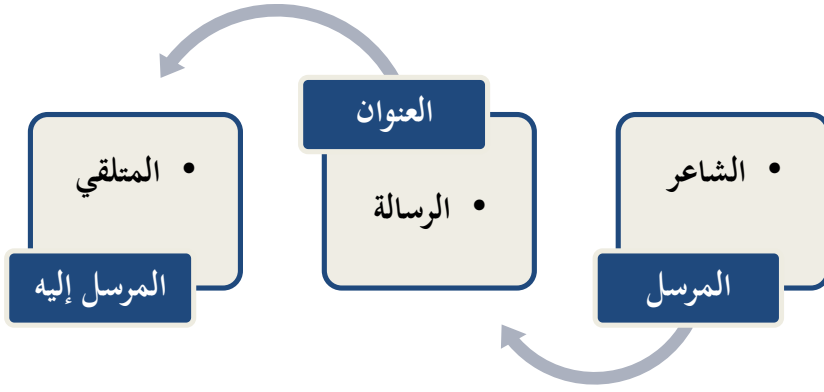 • الشاعر
المرسل
العنوان
• الرسالة
• المتلقي
المرسل إليه